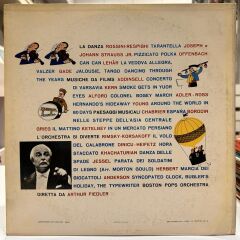 LA DANZA ROSSINI-RESPIGHI TARANTELLA JOSEPH e
JOHANN STRAUSS JR. PIZZICATO POLKA OFFENBACH
CAN CAN LEHÁR LA VEDOVA ALLEGRA,
VALZER GADE JALOUSIE, TANGO DANCING THROUGH
THE YEARS MUSICHE DA FILMS ADDINSELL CONCERTO
DI VARSAVIA KERN SMOKE GETS IN YOUR
EYES ALFORD COLONEL BOGEY MARCH ADLER-ROSS
HERNANDO'S HIDEAWAY YOUNG AROUND THE WORLD IN
80 DAYS PAESAGGI MUSICALI CHABRIER ESPAÑA BORODIN
NELLE STEPPE DELL'ASIA CENTRALE
GRIEG IL MATTINO KETELBEY IN UN MERCATO PERSIANO
L'ORCHESTRA SI DIVERTE RIMSKY-KORSAKOFF IL VOLO
DEL CALABRONE DINICU-HEIFETZ HORA
STACCATO KHACHATURIAN DANZA DELLE
SPADE JESSEL PARATA DEI SOLDATINI
DI LEGNO (Arr. MORTON GOULD) HERBERT MARCIA DEI
GIOCATTOLI ANDERSON SYNCOPATED CLOCK, BUGLER'S
HOLIDAY, THE TYPEWRITER BOSTON POPS ORCHESTRA
DIRETTA DA ARTHUR FIEDLER